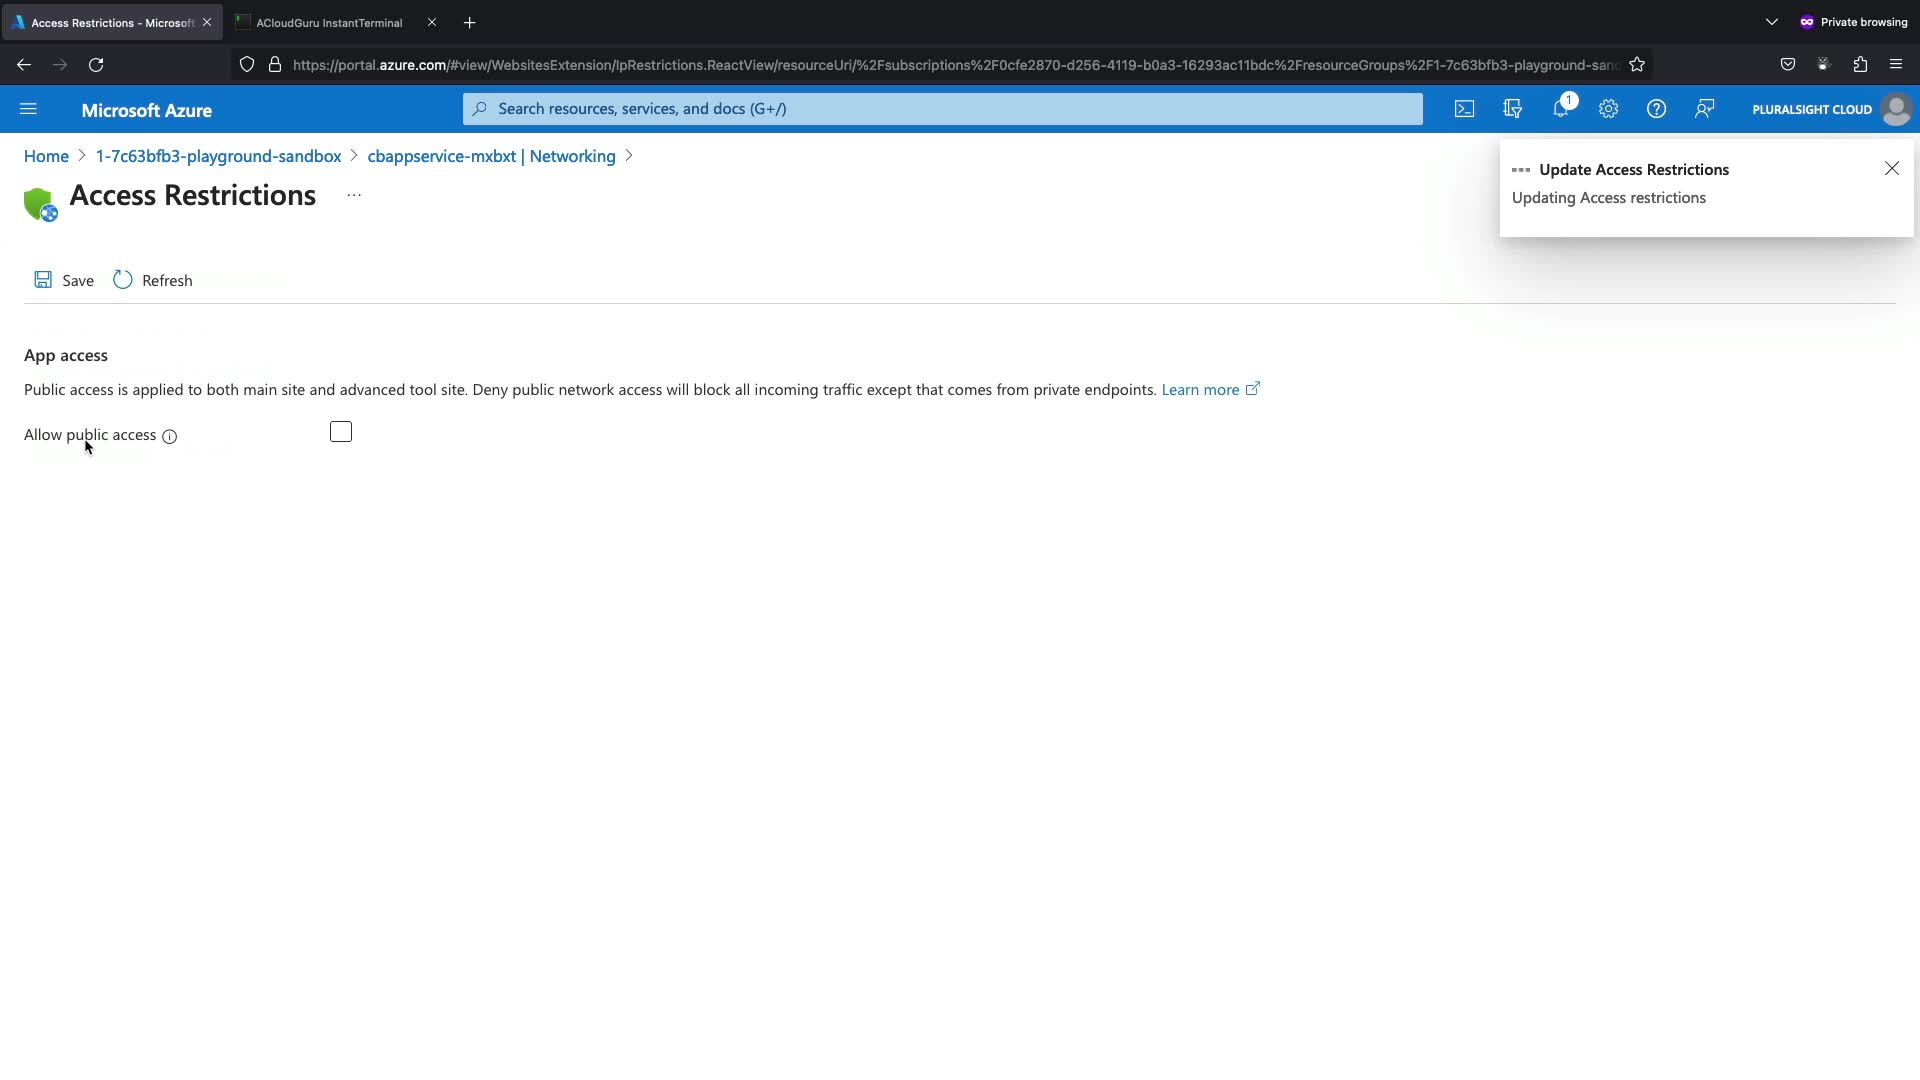 Access Restrictions - Microsoft
ACloudGuru InstantTerminal
Private browsing
https://portal.azure.com/#view/WebsitesExtension/IpRestrictions.ReactView/resourceUri/%2Fsubscriptions%2F0cfe2870-d256-4119-b0a3-16293ac11bdc%2FresourceGroups%2F1-7c63bfb3-playground-sand
Microsoft Azure
Search resources, services, and docs (G+/)
1
PLURALSIGHT CLOUD
Home > 1-7c63bfb3-playground-sandbox > cbappservice-mxbxt | Networking >
Access Restrictions ...
Update Access Restrictions
Updating Access restrictions
Save
Refresh
App access
Public access is applied to both main site and advanced tool site. Deny public network access will block all incoming traffic except that comes from private endpoints. Learn more
Allow public access